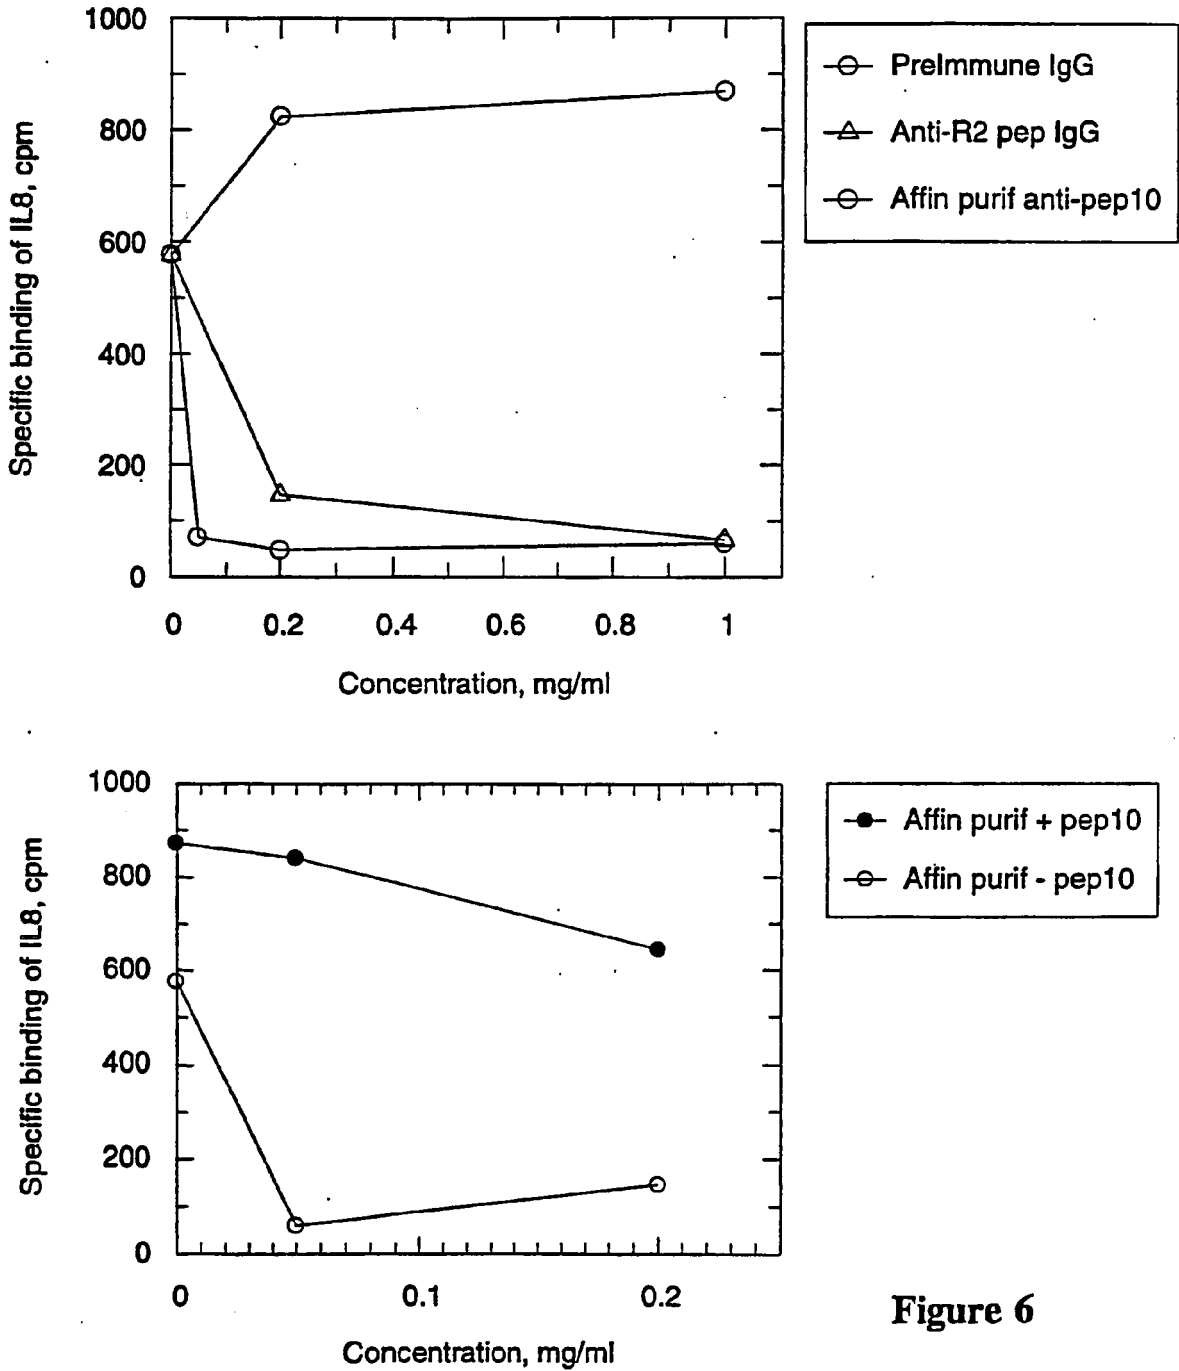 1000
800
600
400
200
0
Specific binding of IL8, cpm
0 0.2 0.4 0.6 0.8 1
Concentration, mg/ml
PreImmune IgG
Anti-R2 pep IgG
Affin purif anti-pep10
1000
800
600
400
200
0
Specific binding of IL8, cpm
0 0.1 0.2
Concentration, mg/ml
Affin purif + pep10
Affin purif - pep10
Figure 6